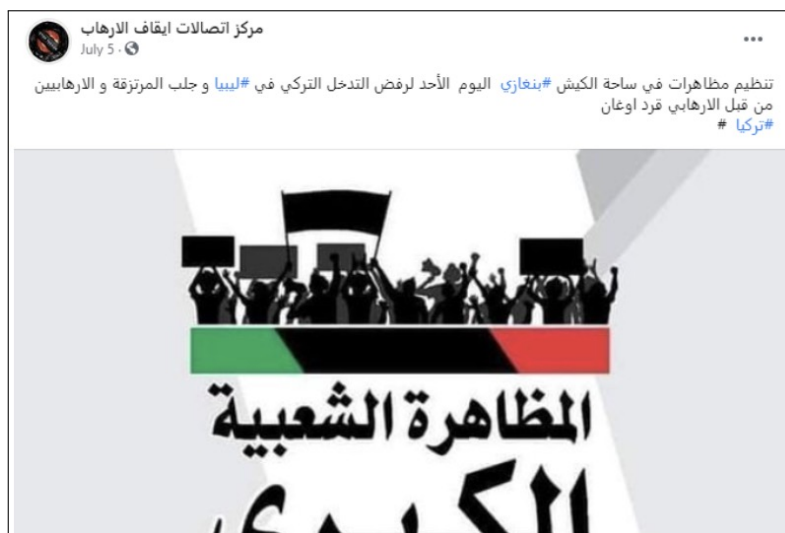 مركز اتصالات ايقاف الارهاب
July 5 ·
تنظيم مظاهرات في ساحة الكيش #بنغازي اليوم الأحد لرفض التدخل التركي في #ليبيا و جلب المرتزقة و الارهابيين
من قبل الارهابي قرد اوغان
#تركيا #
المظاهرة الشعبية
الكبرى